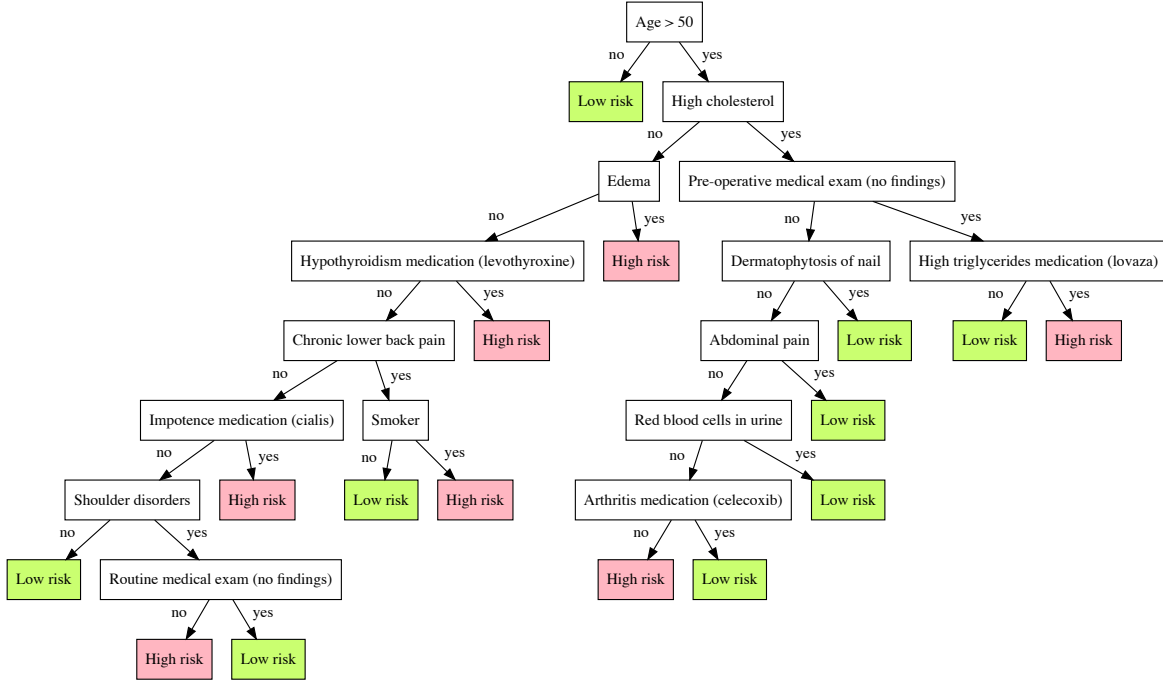 Age > 50
no
yes
Low risk
High cholesterol
no
yes
Edema
Pre-operative medical exam (no findings)
no
yes
no
yes
Hypothyroidism medication (levothyroxine)
High risk
Dermatophytosis of nail
High triglycerides medication (lovaza)
no
yes
no
yes
no
yes
Chronic lower back pain
High risk
Abdominal pain
Low risk
Low risk
High risk
no
yes
no
yes
Impotence medication (cialis)
Smoker
Red blood cells in urine
Low risk
no
yes
no
yes
no
yes
Shoulder disorders
High risk
Low risk
High risk
Arthritis medication (celecoxib)
Low risk
no
yes
no
yes
Low risk
Routine medical exam (no findings)
High risk
Low risk
no
yes
High risk
Low risk